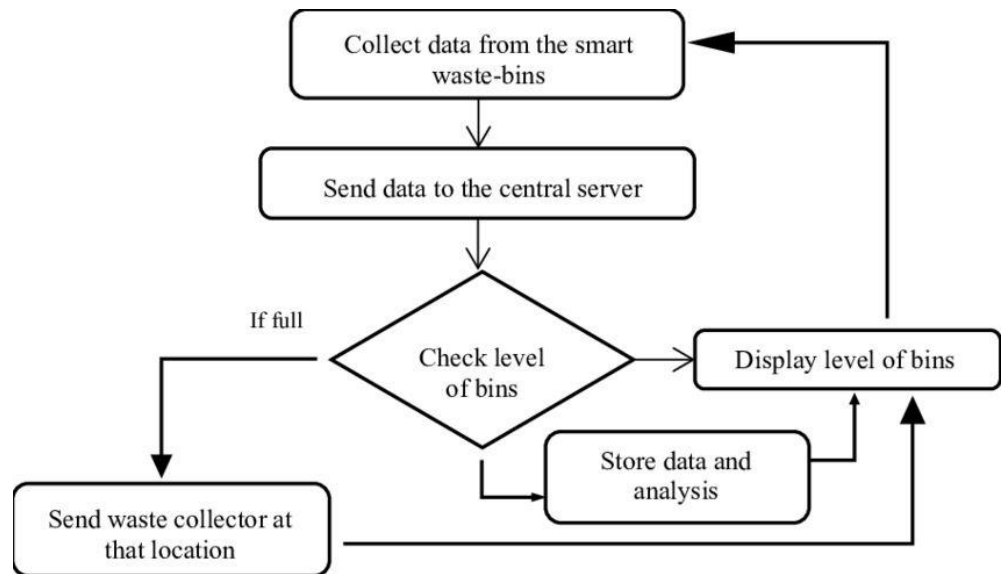 Collect data from the smart
waste-bins
Send data to the central server
If full
Check level
of bins
Display level of bins
Store data and
analysis
Send waste collector at
that location